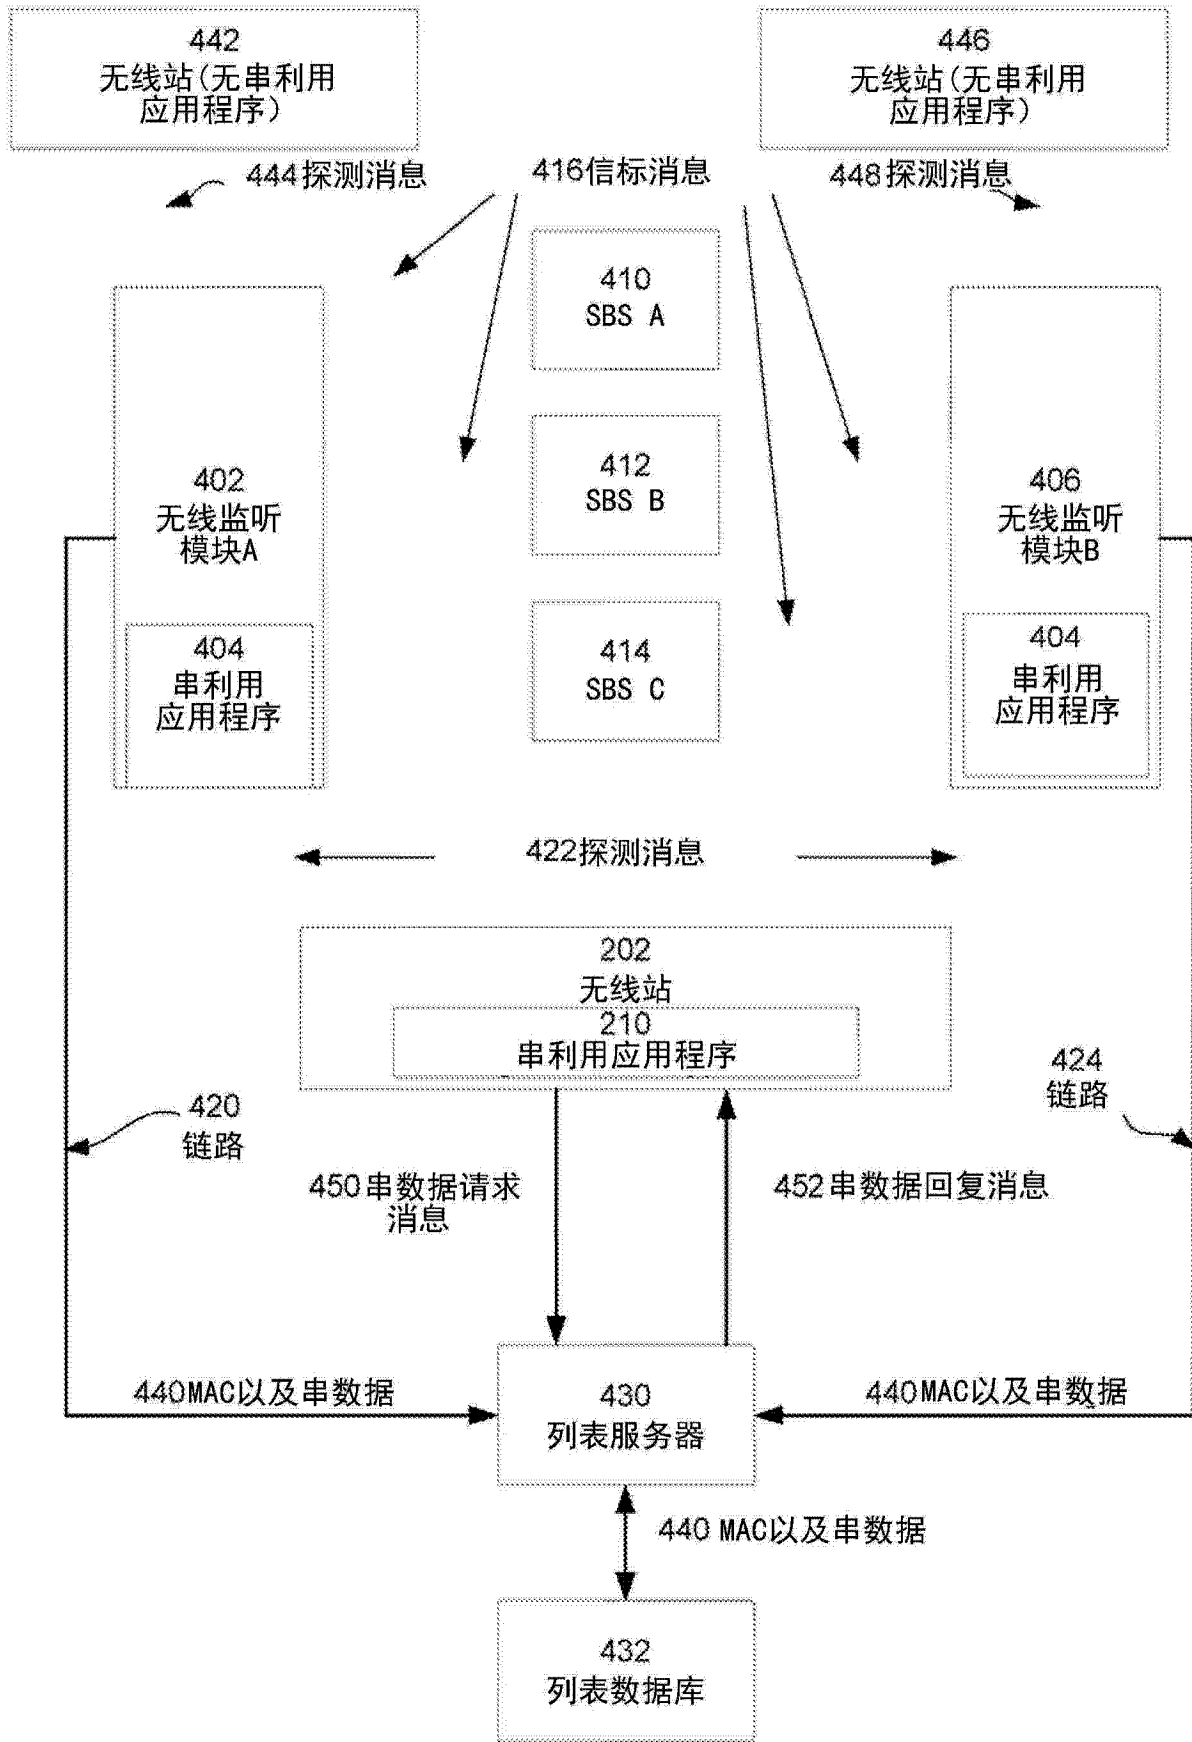 442
无线站(无串利用
应用程序)
446
无线站(无串利用
应用程序)
444探测消息
416信标消息
448探测消息
410
SBS A
412
SBS B
414
SBS C
402
无线监听
模块A
404
串利用
应用程序
406
无线监听
模块B
404
串利用
应用程序
422探测消息
202
无线站
210
串利用应用程序
420
链路
424
链路
450串数据请求
消息
452串数据回复消息
440MAC以及串数据
430
列表服务器
440MAC以及串数据
440 MAC以及串数据
432
列表数据库